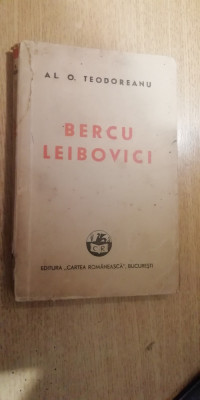 AL. O. TEODOREANU
BERCU
LEIBOVICI
EDITURA „CARTEA ROMÂNEASCĂ”, BUCUREȘTI